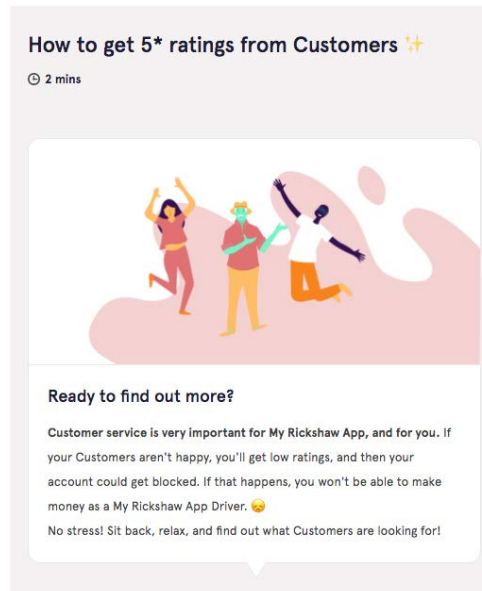 How to get 5* ratings from Customers ✨
2 mins
Ready to find out more?
Customer service is very important for My Rickshaw App, and for you. If
your Customers aren't happy, you'll get low ratings, and then your
account could get blocked. If that happens, you won't be able to make
money as a My Rickshaw App Driver. 😞
No stress! Sit back, relax, and find out what Customers are looking for!